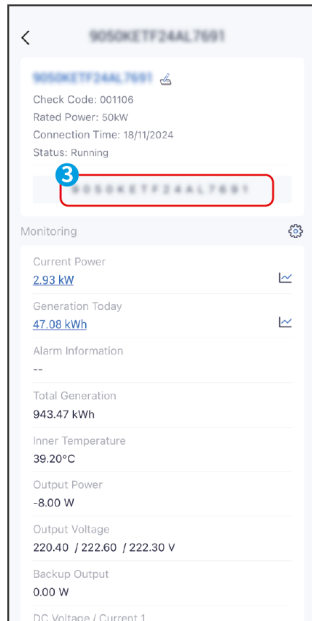 9050KETF24AL7691
9050KETF24AL7691
Check Code: 001106
Rated Power: 50kW
Connection Time: 18/11/2024
Status: Running
3
9050KETF24AL7691
Monitoring
Current Power
2.93 kW
Generation Today
47.08 kWh
Alarm Information
--
Total Generation
943.47 kWh
Inner Temperature
39.20°C
Output Power
-8.00 W
Output Voltage
220.40 / 222.60 / 222.30 V
Backup Output
0.00 W
DC Voltage / Current 1